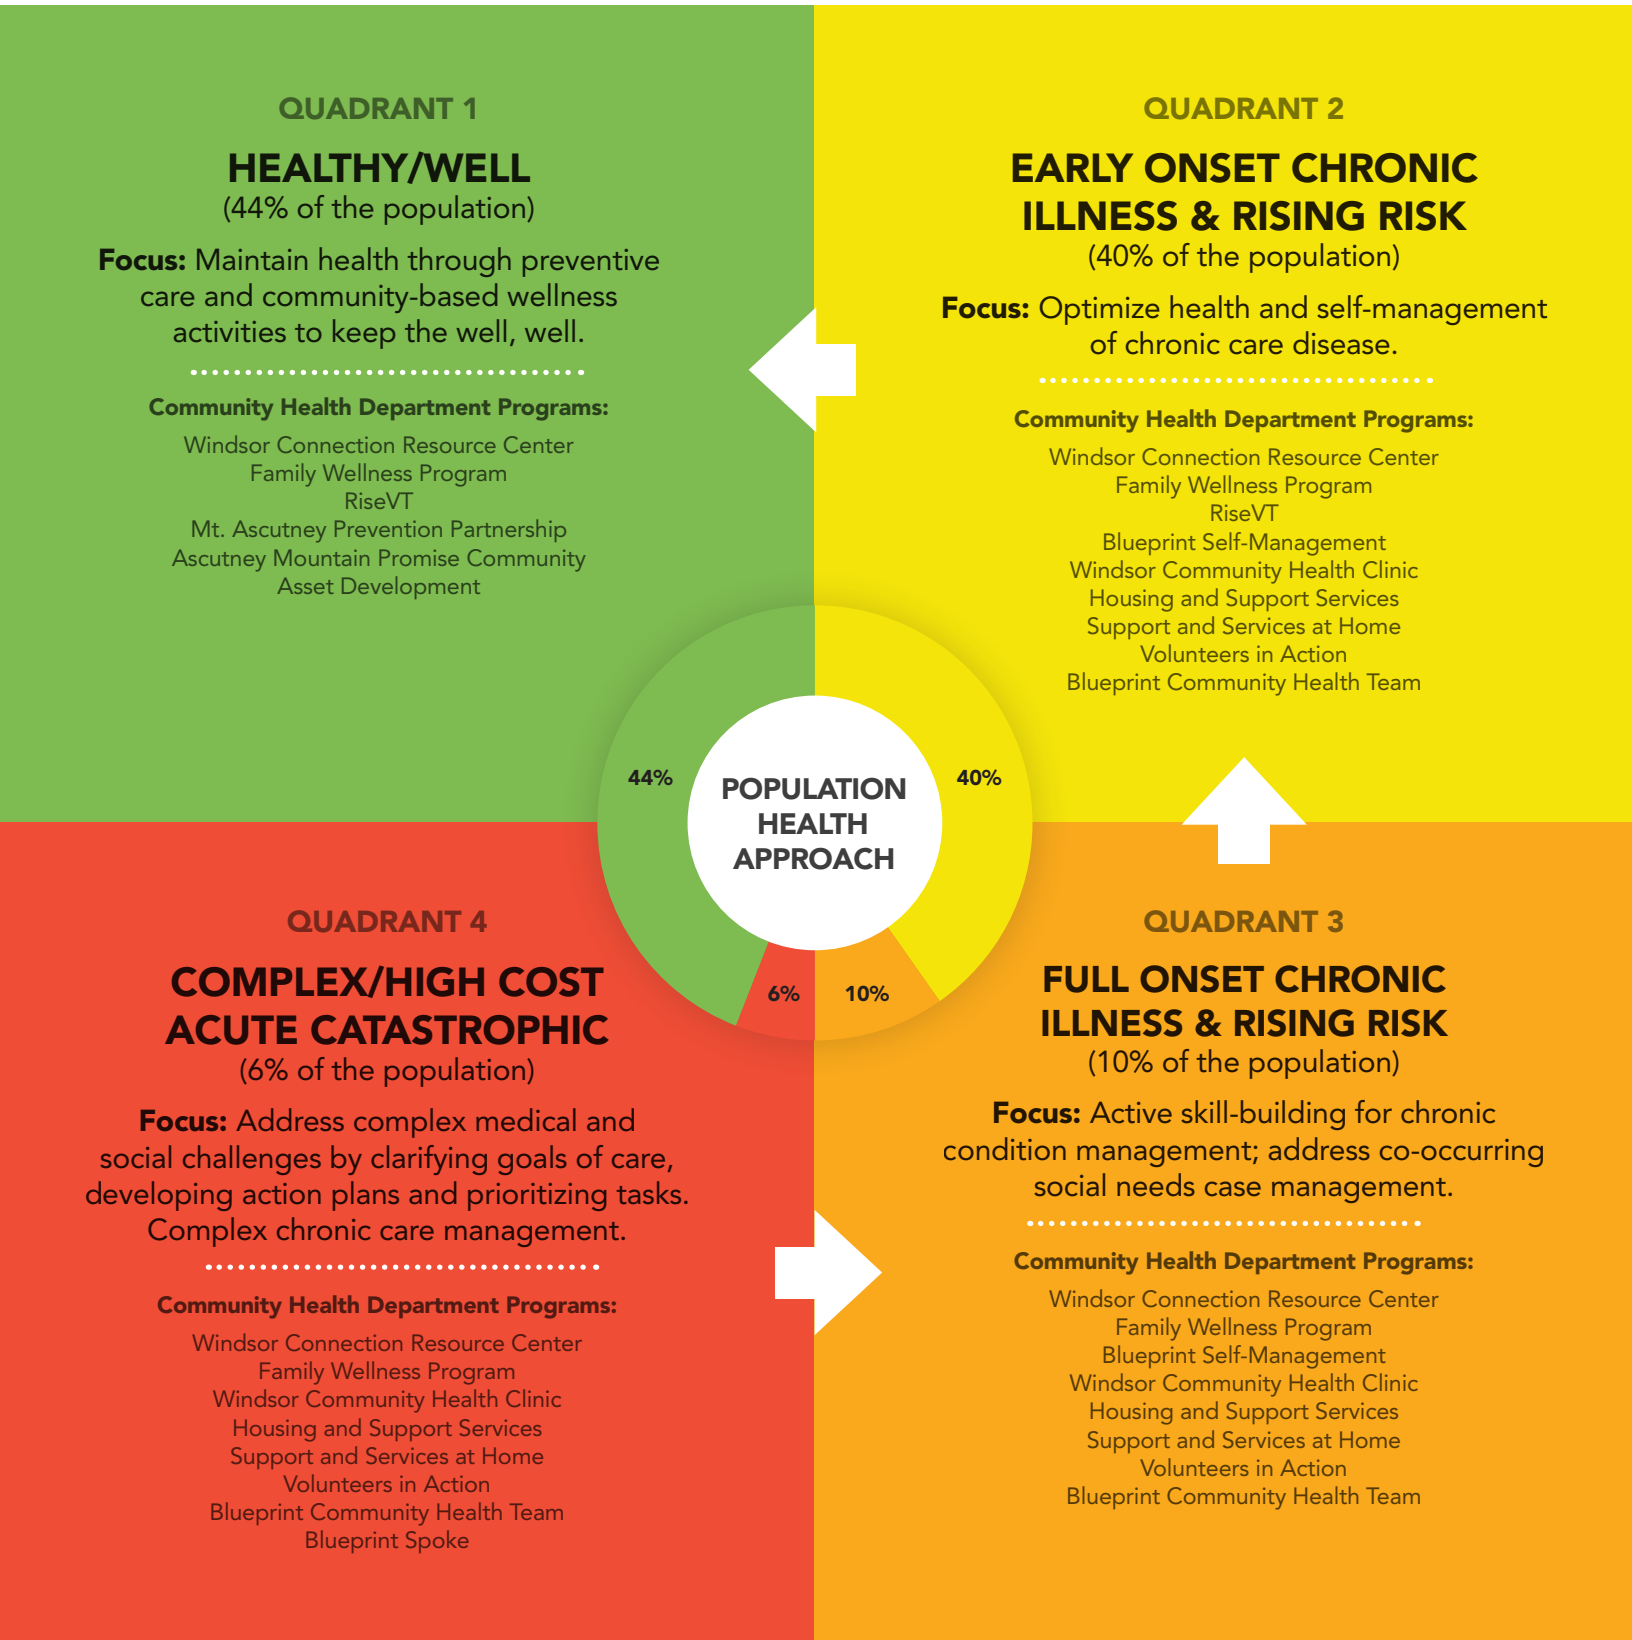 QUADRANT 1
HEALTHY/WELL
(44% of the population)
Focus: Maintain health through preventive
care and community-based wellness
activities to keep the well, well.
Community Health Department Programs:
Windsor Connection Resource Center
Family Wellness Program
RiseVT
Mt. Ascutney Prevention Partnership
Ascutney Mountain Promise Community
Asset Development
QUADRANT 2
EARLY ONSET CHRONIC
ILLNESS & RISING RISK
(40% of the population)
Focus: Optimize health and self-management
of chronic care disease.
Community Health Department Programs:
Windsor Connection Resource Center
Family Wellness Program
RiseVT
Blueprint Self-Management
Windsor Community Health Clinic
Housing and Support Services
Support and Services at Home
Volunteers in Action
Blueprint Community Health Team
44%
POPULATION
HEALTH
APPROACH
40%
6%
10%
QUADRANT 4
COMPLEX/HIGH COST
ACUTE CATASTROPHIC
(6% of the population)
Focus: Address complex medical and
social challenges by clarifying goals of care,
developing action plans and prioritizing tasks.
Complex chronic care management.
Community Health Department Programs:
Windsor Connection Resource Center
Family Wellness Program
Windsor Community Health Clinic
Housing and Support Services
Support and Services at Home
Volunteers in Action
Blueprint Community Health Team
Blueprint Spoke
QUADRANT 3
FULL ONSET CHRONIC
ILLNESS & RISING RISK
(10% of the population)
Focus: Active skill-building for chronic
condition management; address co-occurring
social needs case management.
Community Health Department Programs:
Windsor Connection Resource Center
Family Wellness Program
Blueprint Self-Management
Windsor Community Health Clinic
Housing and Support Services
Support and Services at Home
Volunteers in Action
Blueprint Community Health Team